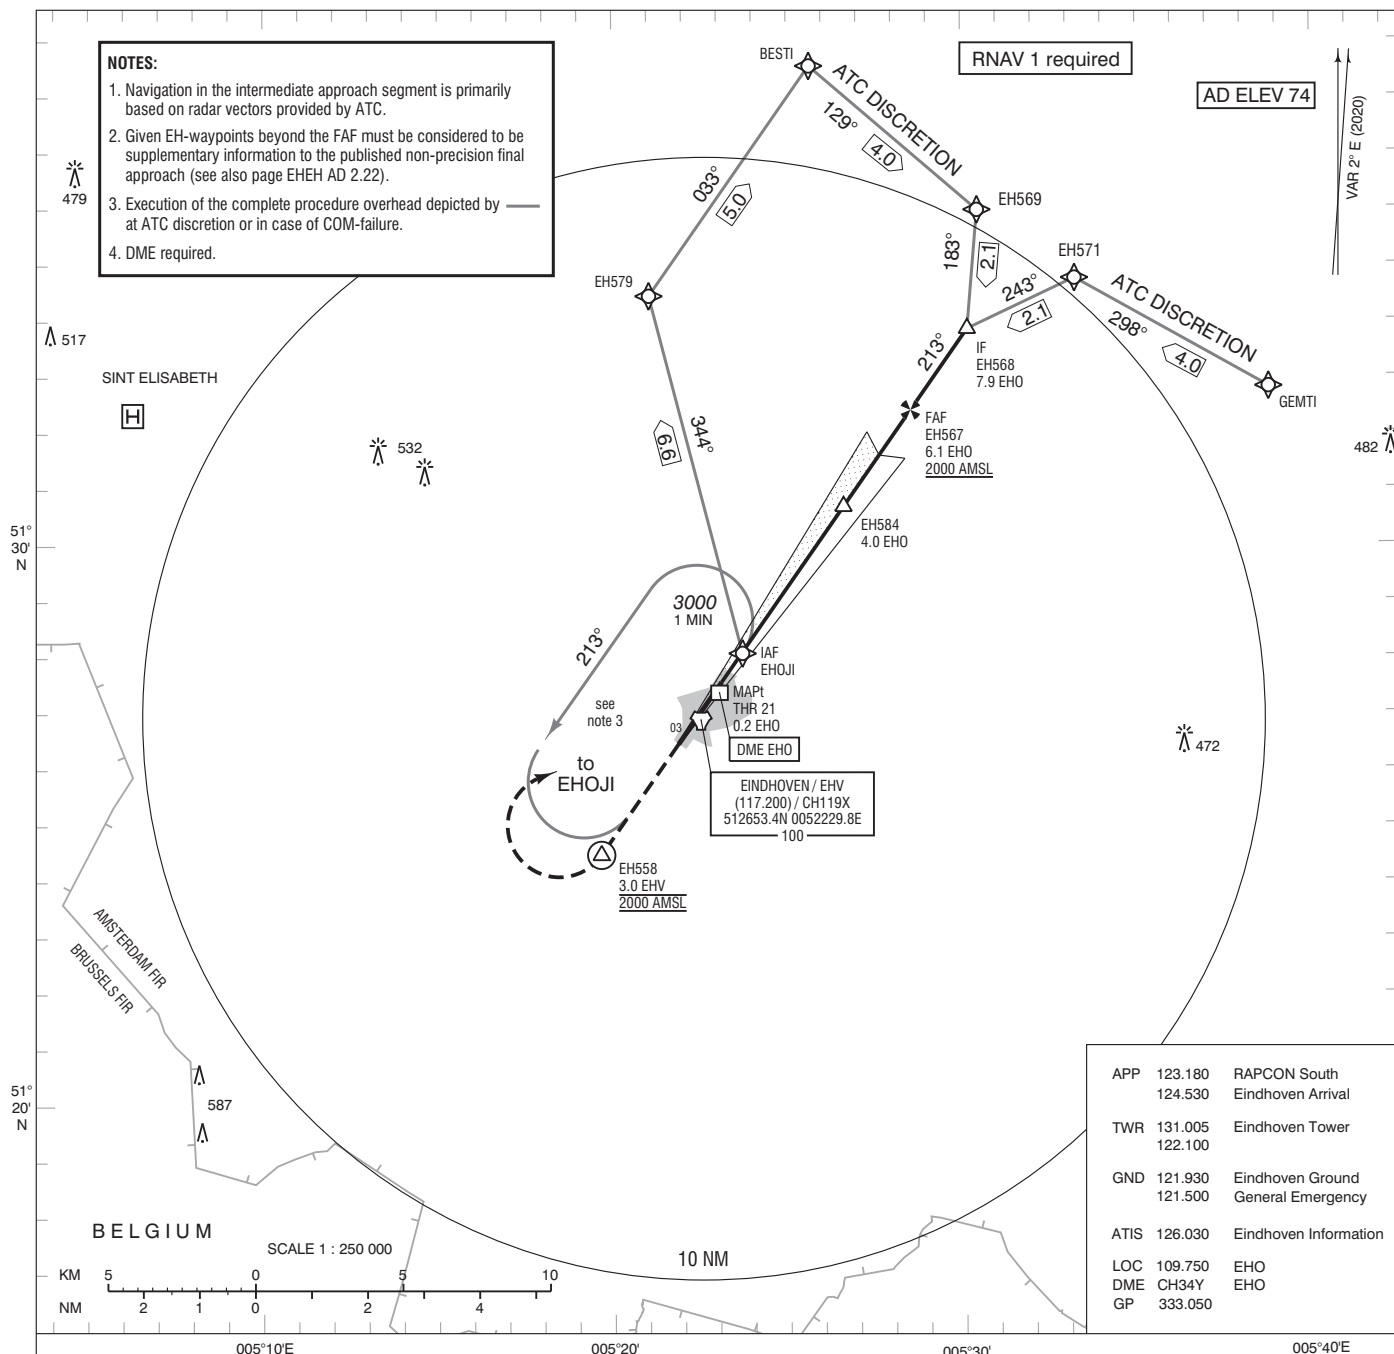 NOTES:
1. Navigation in the intermediate approach segment is primarily
based on radar vectors provided by ATC.
2. Given EH-waypoints beyond the FAF must be considered to be
supplementary information to the published non-precision final
approach (see also page EHEH AD 2.22).
3. Execution of the complete procedure overhead depicted by
at ATC discretion or in case of COM-failure.
4. DME required.
RNAV 1 required
AD ELEV 74
VAR 2° E (2020)
BESTI
ATC DISCRETION
129°
4.0
033°
5.0
EH569
183°
2.1
EH571
243°
2.1
ATC DISCRETION
298°
4.0
GEMTI
EH579
479
517
SINT ELISABETH
H
532
482
213°
IF
EH568
7.9 EHO
FAF
EH567
6.1 EHO
2000 AMSL
344°
6.6
EH584
4.0 EHO
51°
30'
N
3000
1 MIN
213°
IAF
EHOJI
see
note 3
MAPt
THR 21
0.2 EHO
03
DME EHO
472
to
EHOJI
EINDHOVEN / EHV
(117.200) / CH119X
512653.4N 0052229.8E
100
EH558
3.0 EHV
2000 AMSL
AMSTERDAM FIR
BRUSSELS FIR
51°
20'
N
587
BELGIUM
SCALE 1 : 250 000
KM 5 0 5 10
NM 2 1 0 2 4
10 NM
APP 123.180 RAPCON South
124.530 Eindhoven Arrival
TWR 131.005 Eindhoven Tower
122.100
GND 121.930 Eindhoven Ground
121.500 General Emergency
ATIS 126.030 Eindhoven Information
LOC 109.750 EHO
DME CH34Y EHO
GP 333.050
005°10'E
005°20'
005°30'
005°40'E